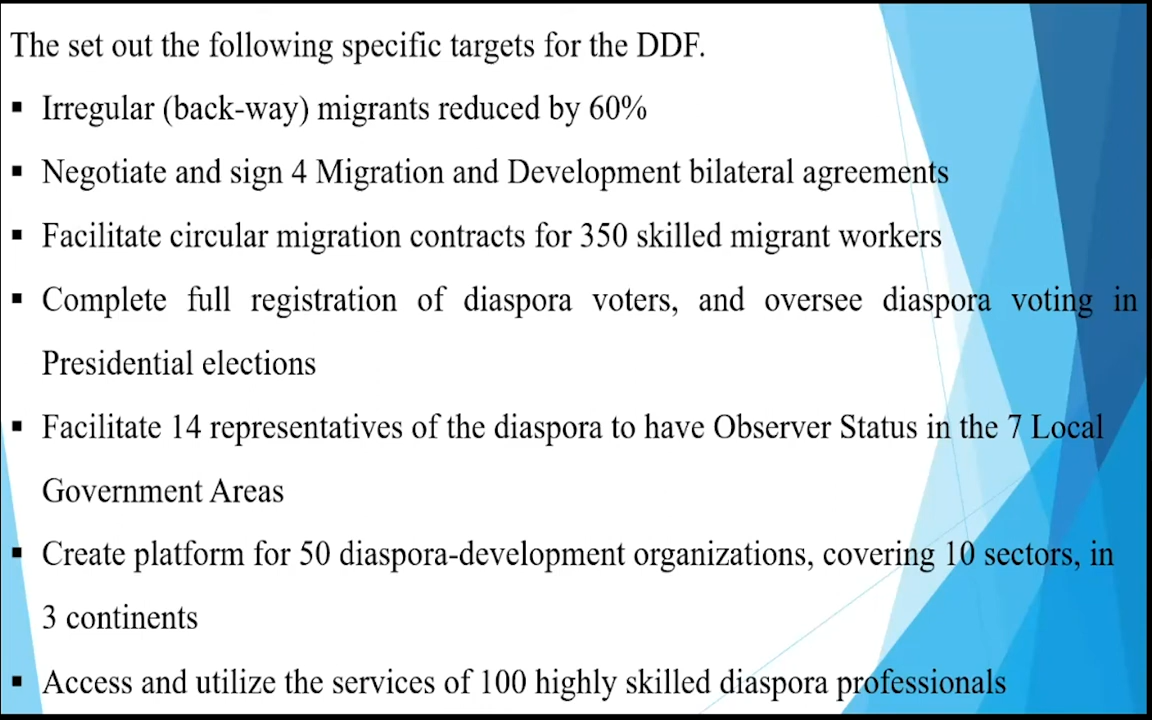 The set out the following specific targets for the DDF.
▪ Irregular (back-way) migrants reduced by 60%
▪ Negotiate and sign 4 Migration and Development bilateral agreements
▪ Facilitate circular migration contracts for 350 skilled migrant workers
▪ Complete full registration of diaspora voters, and oversee diaspora voting in
Presidential elections
▪ Facilitate 14 representatives of the diaspora to have Observer Status in the 7 Local
Government Areas
▪ Create platform for 50 diaspora-development organizations, covering 10 sectors, in
3 continents
▪ Access and utilize the services of 100 highly skilled diaspora professionals